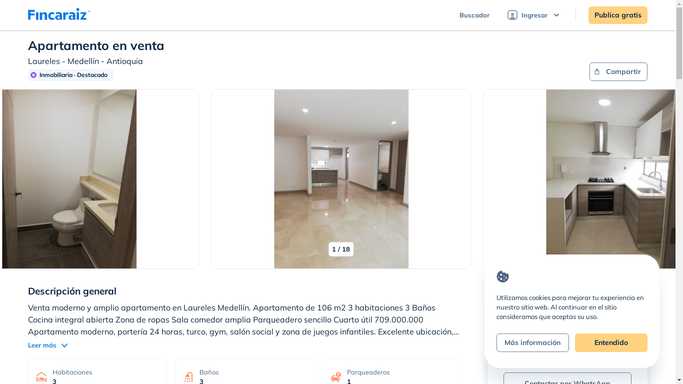 Fincaraiz
Buscador
Ingresar
Publica gratis
Apartamento en venta
Laureles - Medellín - Antioquia
Inmobiliaria - Destacado
Compartir
1 / 18
Descripción general
Venta moderno y amplio apartamento en Laureles Medellín. Apartamento de 106 m2 3 habitaciones 3 Baños
Cocina integral abierta Zona de ropas Sala comedor amplia Parqueadero sencillo Cuarto útil 709.000.000
Apartamento moderno, portería 24 horas, turco, gym, salón social y zona de juegos infantiles. Excelente ubicación,...
Leer más
Habitaciones
3
Baños
3
Parqueaderos
1
Utilizamos cookies para mejorar tu experiencia en
nuestro sitio web. Al continuar en el sitio
consideramos que aceptas su uso.
Más información
Entendido
Contactar por WhatsApp